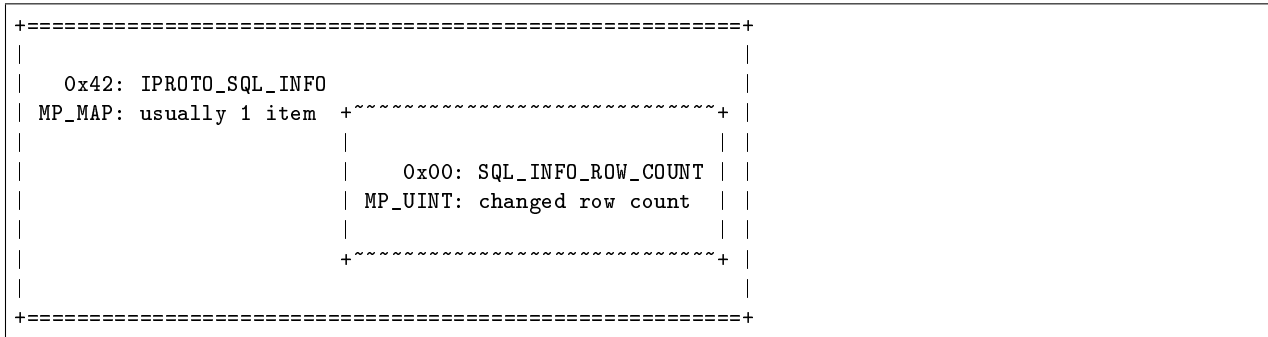 +=========================================================+
|                                                         |
|   0x42: IPROTO_SQL_INFO                                 |
| MP_MAP: usually 1 item  +~~~~~~~~~~~~~~~~~~~~~~~~~~~~~+ |
|                         |                             | |
|                         |    0x00: SQL_INFO_ROW_COUNT | |
|                         | MP_UINT: changed row count  | |
|                         |                             | |
|                         +~~~~~~~~~~~~~~~~~~~~~~~~~~~~~+ |
|                                                         |
+=========================================================+